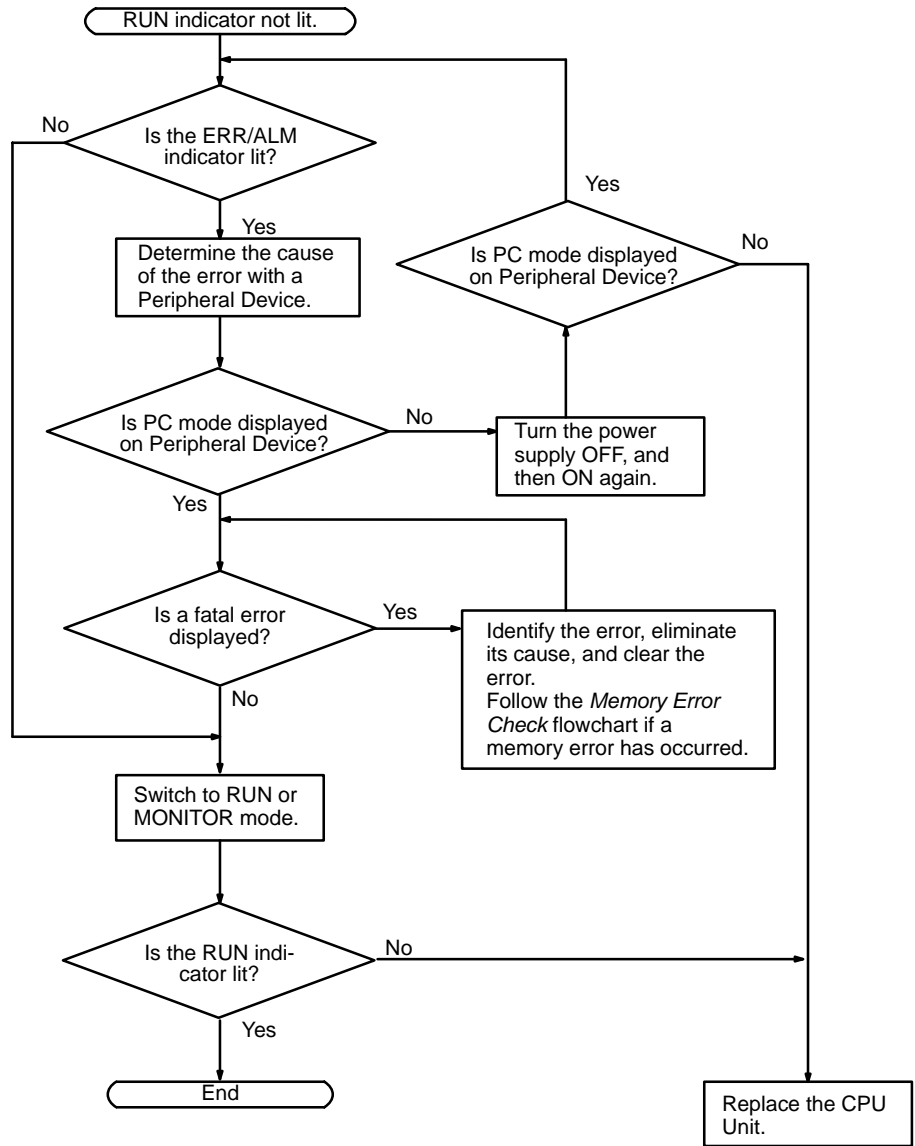 RUN indicator not lit.
No
Is the ERR/ALM
indicator lit?
Yes
Yes
Determine the cause
of the error with a
Peripheral Device.
Is PC mode displayed
on Peripheral Device?
No
Is PC mode displayed
on Peripheral Device?
No
Turn the power
supply OFF, and
then ON again.
Yes
Is a fatal error
displayed?
Yes
Identify the error, eliminate
its cause, and clear the
error.
Follow the Memory Error
Check flowchart if a
memory error has occurred.
No
Switch to RUN or
MONITOR mode.
Is the RUN indi-
cator lit?
No
Yes
End
Replace the CPU
Unit.